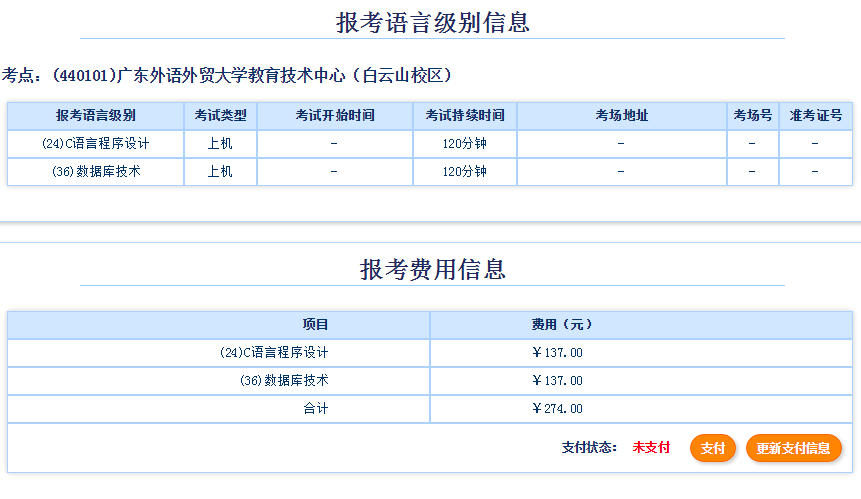 报考语言级别信息
考点：(440101)广东外语外贸大学教育技术中心（白云山校区）
报考语言级别 考试类型 考试开始时间 考试持续时间 考场地址 考场号 准考证号
(24)C语言程序设计 上机 - 120分钟 - - -
(36)数据库技术 上机 - 120分钟 - - -
报考费用信息
项目 费用（元）
(24)C语言程序设计 ￥137.00
(36)数据库技术 ￥137.00
合计 ￥274.00
支付状态： 未支付 支付 更新支付信息